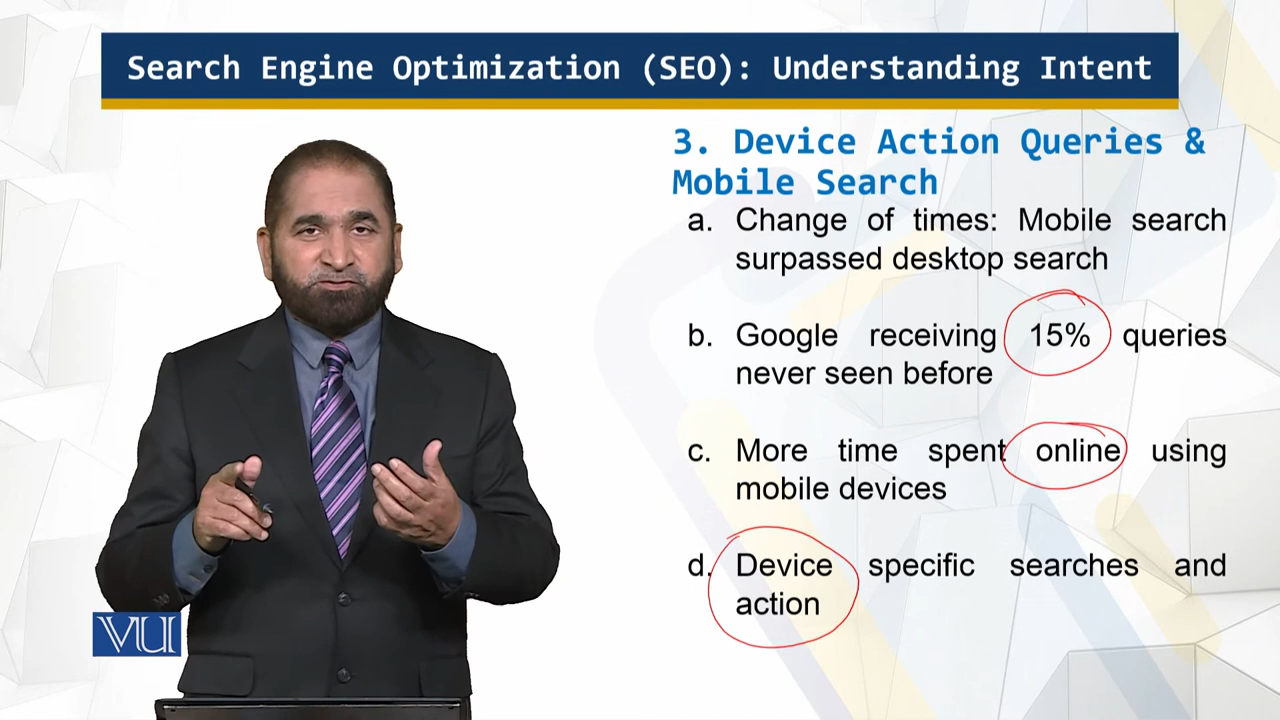 Search Engine Optimization (SEO): Understanding Intent
3. Device Action Queries &
Mobile Search
a. Change of times: Mobile search
surpassed desktop search
b. Google receiving 15% queries
never seen before
c. More time spent online using
mobile devices
d. Device specific searches and
action
VU